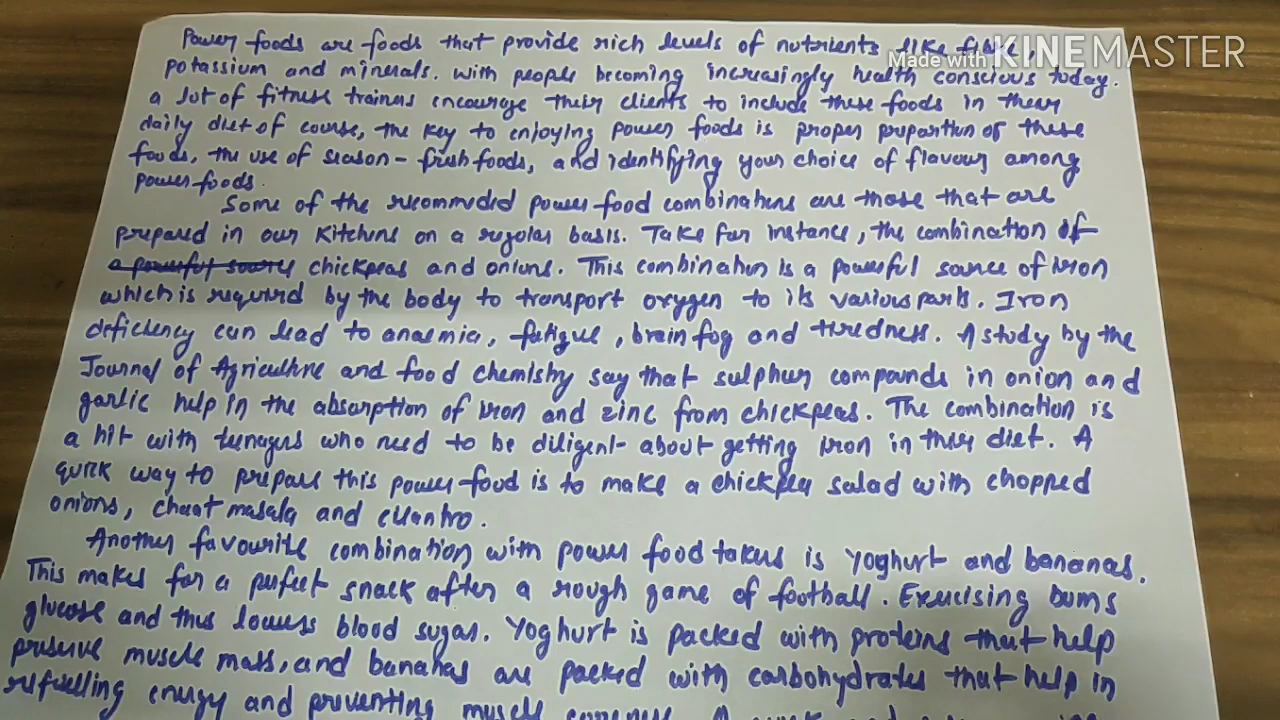 Power foods are foods that provide rich levels of nutrients like fibre,
Made with KINEMASTER
potassium and minerals. With people becoming increasingly health conscious today.
a lot of fitness trainers encourage their clients to include these foods in their
daily diet of course, the key to enjoying power foods is proper proportion of these
foods, the use of season - fresh foods, and identifying your choice of flavour among
power foods.
Some of the recommended power food combinations are those that are
prepared in our kitchens on a regular basis. Take for instance, the combination of
a powerful source chickpeas and onions. This combination is a powerful source of iron
which is required by the body to transport oxygen to its various parts. Iron
deficiency can lead to anaemia, fatigue, brain fog and tiredness. A study by the
Journal of Agriculture and food chemistry say that sulphur compounds in onion and
garlic help in the absorption of iron and zinc from chickpeas. The combination is
a hit with teenagers who need to be diligent about getting iron in their diet. A
quick way to prepare this power food is to make a chickpea salad with chopped
onions, chaat masala and cilantro.
Another favourite combination with power food takers is yoghurt and bananas.
This makes for a perfect snack after a rough game of football. Exercising burns
glucose and thus lowers blood sugar. Yoghurt is packed with proteins that help
preserve muscle mass, and bananas are packed with carbohydrates that help in
refuelling energy and preventing muscle soreness. A quick and